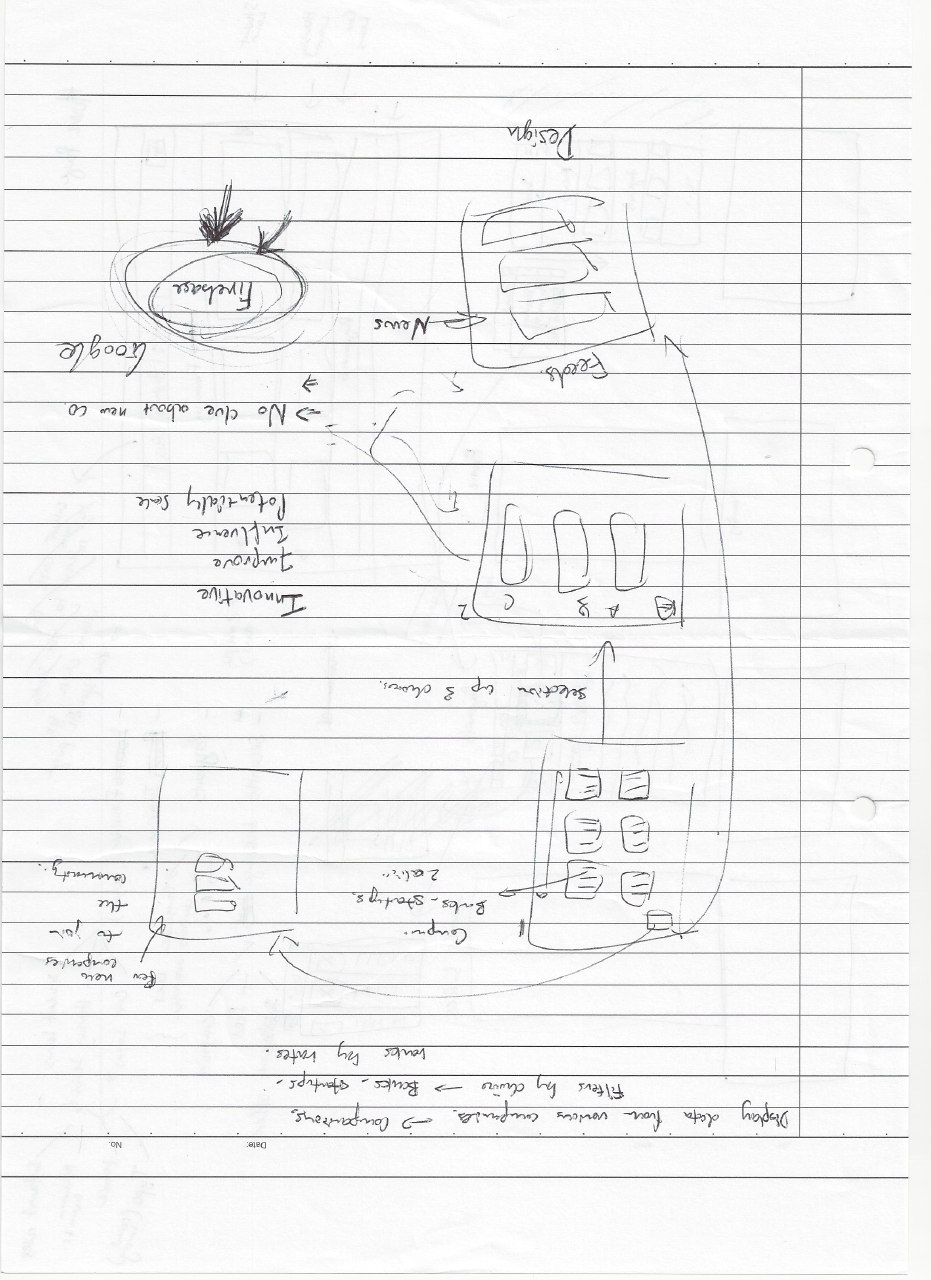 Date: No.
Display data from various companies. → Comparisons.
Filters by choice → Banks - startups.
ranks by rates.
1
For new
companies
to join
the
community.
Compa..
Banks - startups.
selection up 3 choices.
A B C 2
Innovative
Improve
Influence
Potentially Scale
⇒ No clue about new co.
⇒
Feeds.
News
Google
Firebase
Design